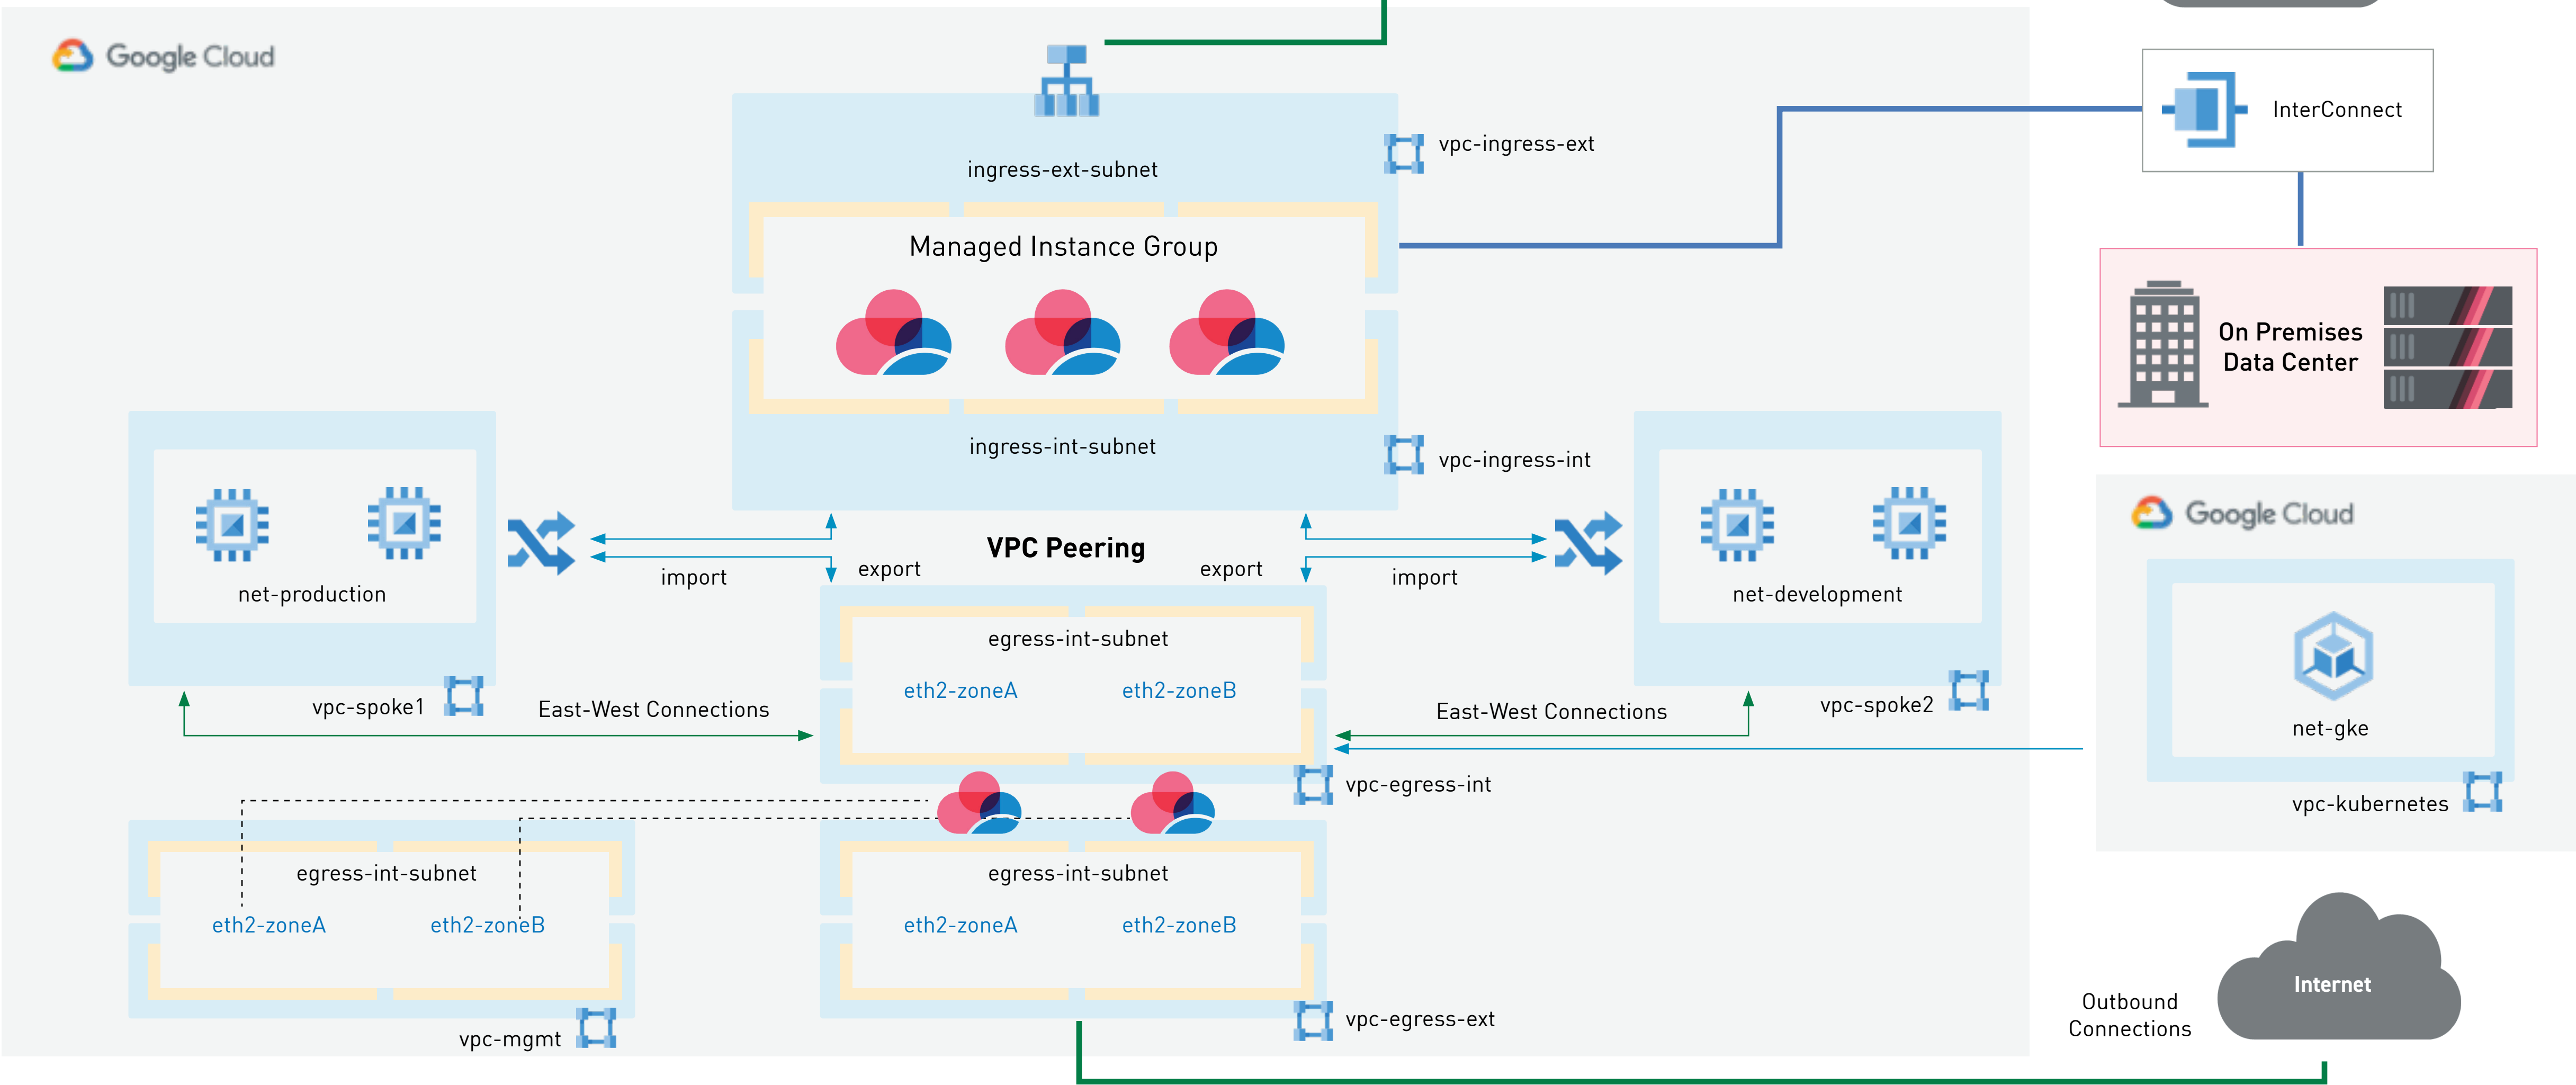 Google Cloud
InterConnect
vpc-ingress-ext
ingress-ext-subnet
Managed Instance Group
On Premises
Data Center
ingress-int-subnet
vpc-ingress-int
Google Cloud
VPC Peering
import
export
export
import
net-production
net-development
egress-int-subnet
eth2-zoneA
eth2-zoneB
vpc-spoke1
East-West Connections
East-West Connections
vpc-spoke2
net-gke
vpc-egress-int
vpc-kubernetes
egress-int-subnet
eth2-zoneA
eth2-zoneB
egress-int-subnet
eth2-zoneA
eth2-zoneB
Internet
Outbound
Connections
vpc-mgmt
vpc-egress-ext